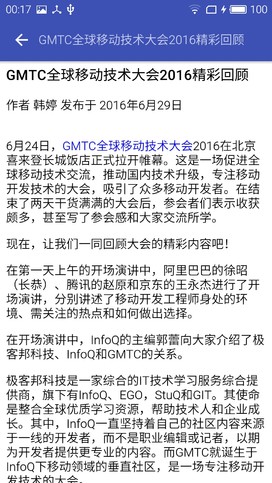 00:17
100
GMTC全球移动技术大会2016精彩回顾
GMTC全球移动技术大会2016精彩回顾
作者 韩婷 发布于 2016年6月29日
6月24日，GMTC全球移动技术大会2016在北京
喜来登长城饭店正式拉开帷幕。这是一场促进全
球移动技术交流，推动国内技术升级，专注移动
开发技术的大会，吸引了众多移动开发者。在结
束了两天干货满满的大会后，参会者们表示收获
颇多，甚至写了参会感和大家交流所学。
现在，让我们一同回顾大会的精彩内容吧！
在第一天上午的开场演讲中，阿里巴巴的徐昭
（长恭）、腾讯的赵原和京东的王永杰进行了开
场演讲，分别讲述了移动开发工程师身处的环
境、需关注的热点和如何做出选择。
在开场演讲中，InfoQ的主编郭蕾向大家介绍了极
客邦科技、InfoQ和GMTC的关系。
极客邦科技是一家综合的IT技术学习服务综合提
供商，旗下有InfoQ、EGO，StuQ和GIT。其使命
是整合全球优质学习资源，帮助技术人和企业成
长。其中，InfoQ一直坚持着自己的社区内容来源
于一线的开发者，而不是职业编辑或记者，以期
为开发者提供更专业的内容。而GMTC就诞生于
InfoQ下移动领域的垂直社区，是一场专注移动开
发技术的大会。